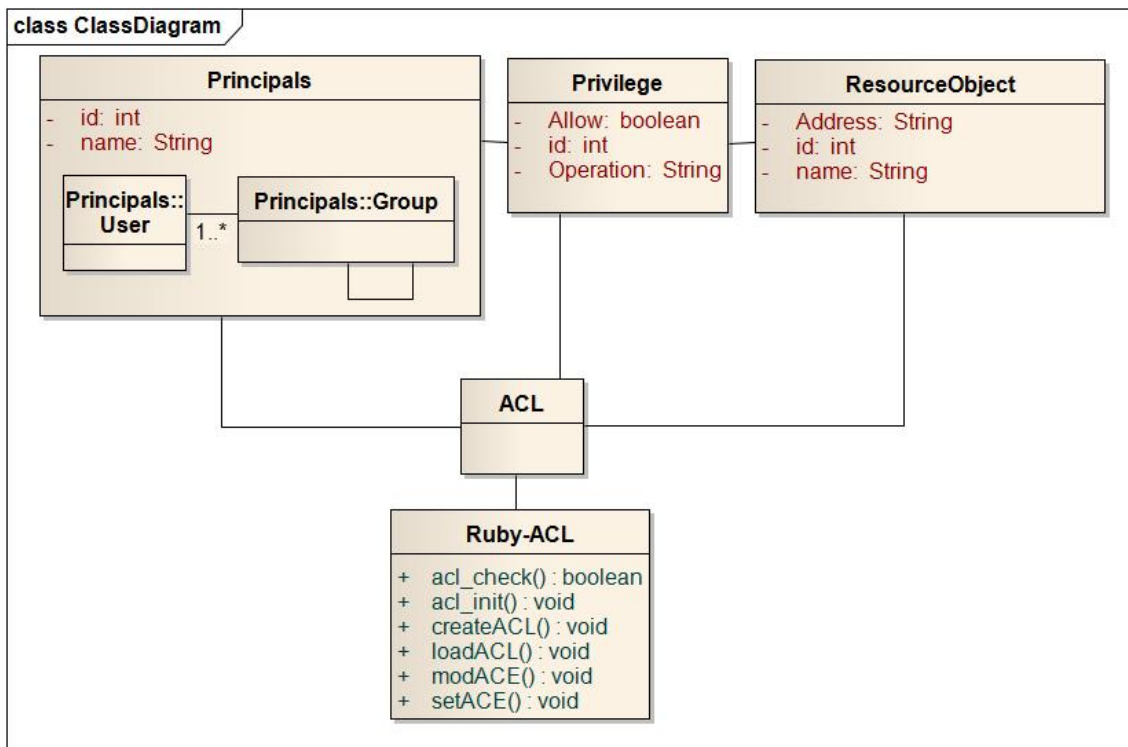 class ClassDiagram
Principals
- id: int
- name: String
Principals::
User
1..*
Principals::Group
Privilege
- Allow: boolean
- id: int
- Operation: String
ResourceObject
- Address: String
- id: int
- name: String
ACL
Ruby-ACL
+ acl_check() : boolean
+ acl_init() : void
+ createACL() : void
+ loadACL() : void
+ modACE() : void
+ setACE() : void